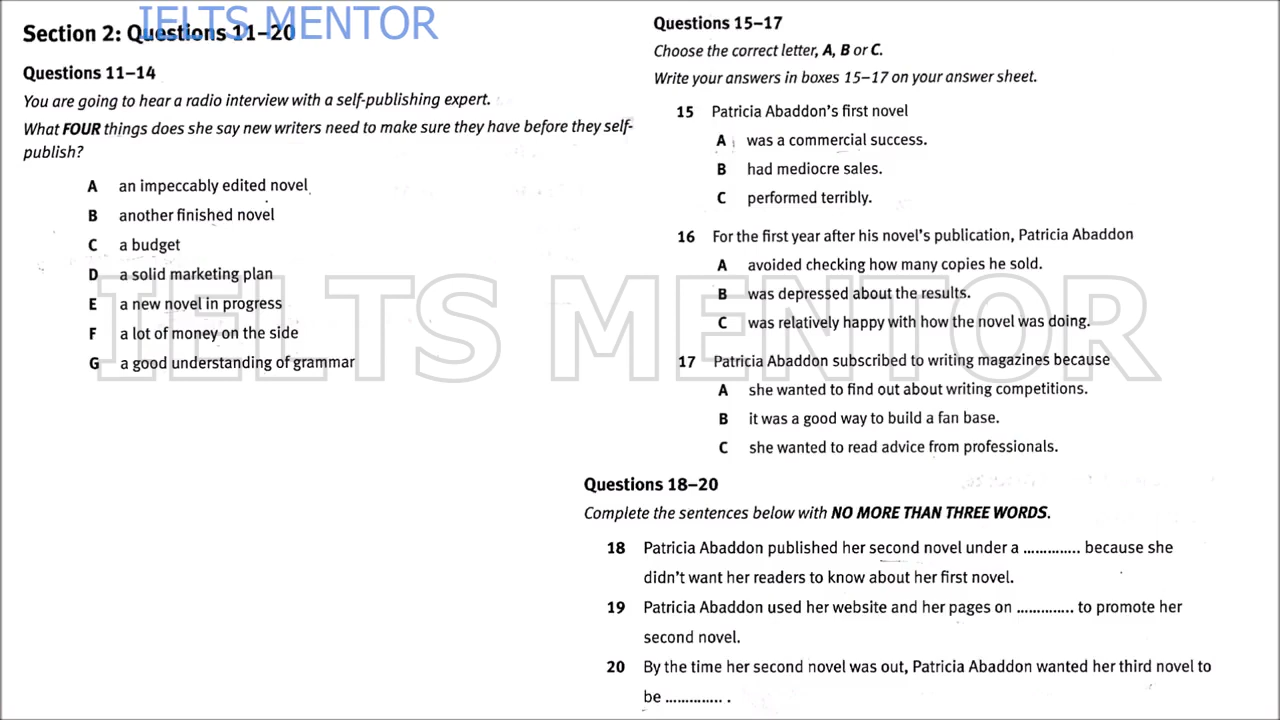 IELTS MENTOR
Section 2: Questions 11–20
Questions 11–14
You are going to hear a radio interview with a self-publishing expert.
What FOUR things does she say new writers need to make sure they have before they self-
publish?
A an impeccably edited novel
B another finished novel
C a budget
D a solid marketing plan
E a new novel in progress
F a lot of money on the side
G a good understanding of grammar
Questions 15–17
Choose the correct letter, A, B or C.
Write your answers in boxes 15–17 on your answer sheet.
15 Patricia Abaddon's first novel
A was a commercial success.
B had mediocre sales.
C performed terribly.
16 For the first year after his novel's publication, Patricia Abaddon
A avoided checking how many copies he sold.
B was depressed about the results.
C was relatively happy with how the novel was doing.
17 Patricia Abaddon subscribed to writing magazines because
A she wanted to find out about writing competitions.
B it was a good way to build a fan base.
C she wanted to read advice from professionals.
Questions 18–20
Complete the sentences below with NO MORE THAN THREE WORDS.
18 Patricia Abaddon published her second novel under a .............. because she
didn't want her readers to know about her first novel.
19 Patricia Abaddon used her website and her pages on .............. to promote her
second novel.
20 By the time her second novel was out, Patricia Abaddon wanted her third novel to
be .............. .
IELTS MENTOR